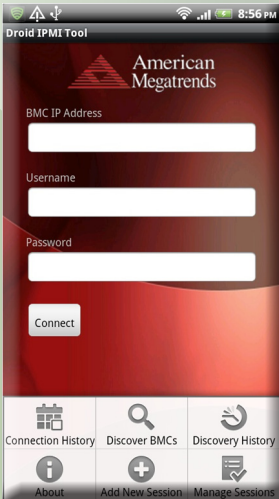 8:56 PM
Droid IPMI Tool
American
Megatrends
BMC IP Address
Username
Password
Connect
Connection History
Discover BMCs
Discovery History
About
Add New Session
Manage Sessions